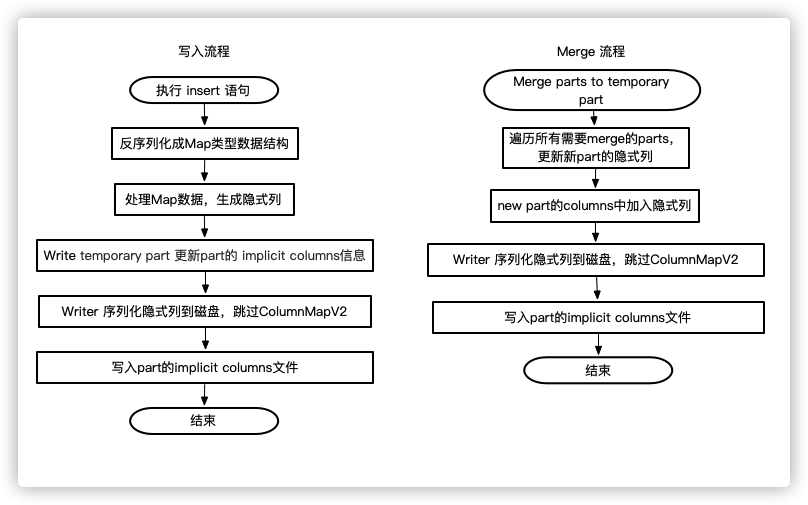 写入流程
执行 insert 语句
反序列化成Map类型数据结构
处理Map数据，生成隐式列
Write temporary part 更新part的 implicit columns信息
Writer 序列化隐式列到磁盘，跳过ColumnMapV2
写入part的implicit columns文件
结束
Merge 流程
Merge parts to temporary
part
遍历所有需要merge的parts，
更新新part的隐式列
new part的columns中加入隐式列
Writer 序列化隐式列到磁盘，跳过ColumnMapV2
写入part的implicit columns文件
结束